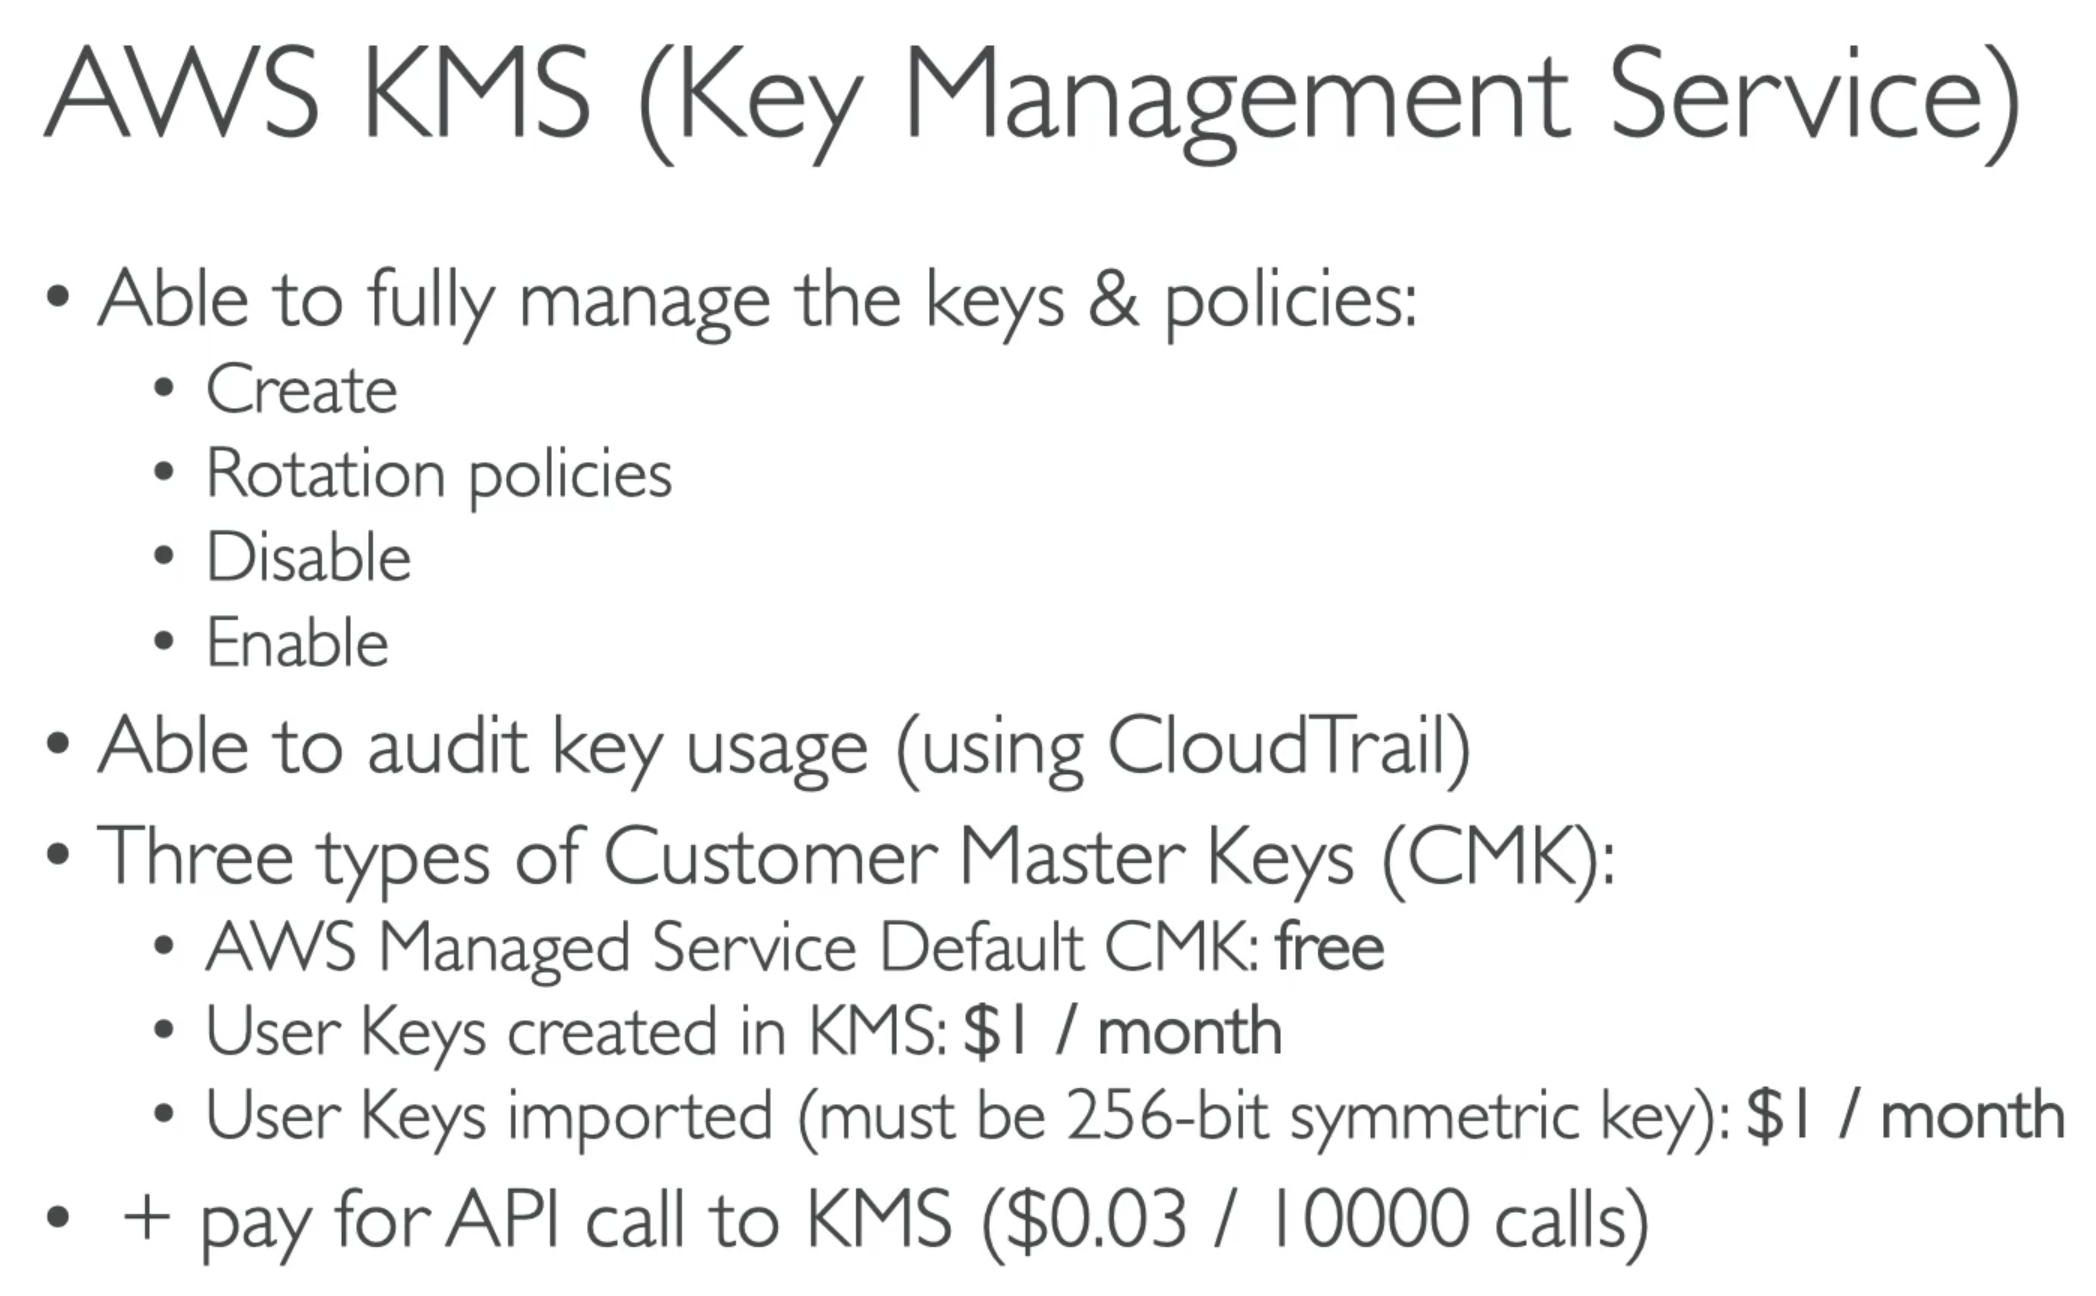 AWS KMS (Key Management Service)
• Able to fully manage the keys & policies:
• Create
• Rotation policies
• Disable
• Enable
• Able to audit key usage (using CloudTrail)
• Three types of Customer Master Keys (CMK):
• AWS Managed Service Default CMK: free
• User Keys created in KMS: $1 / month
• User Keys imported (must be 256-bit symmetric key): $1 / month
• + pay for API call to KMS ($0.03 / 10000 calls)